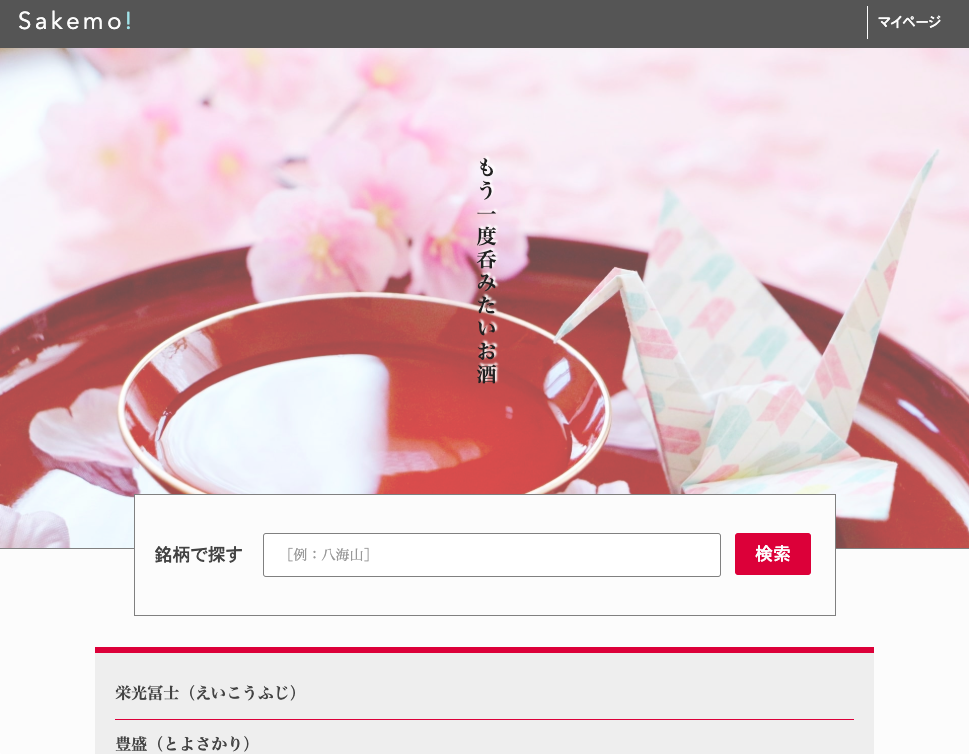 Sakemo!
マイページ
もう一度呑みたいお酒
銘柄で探す
［例：八海山］
検索
栄光冨士（えいこうふじ）
豊盛（とよさかり）